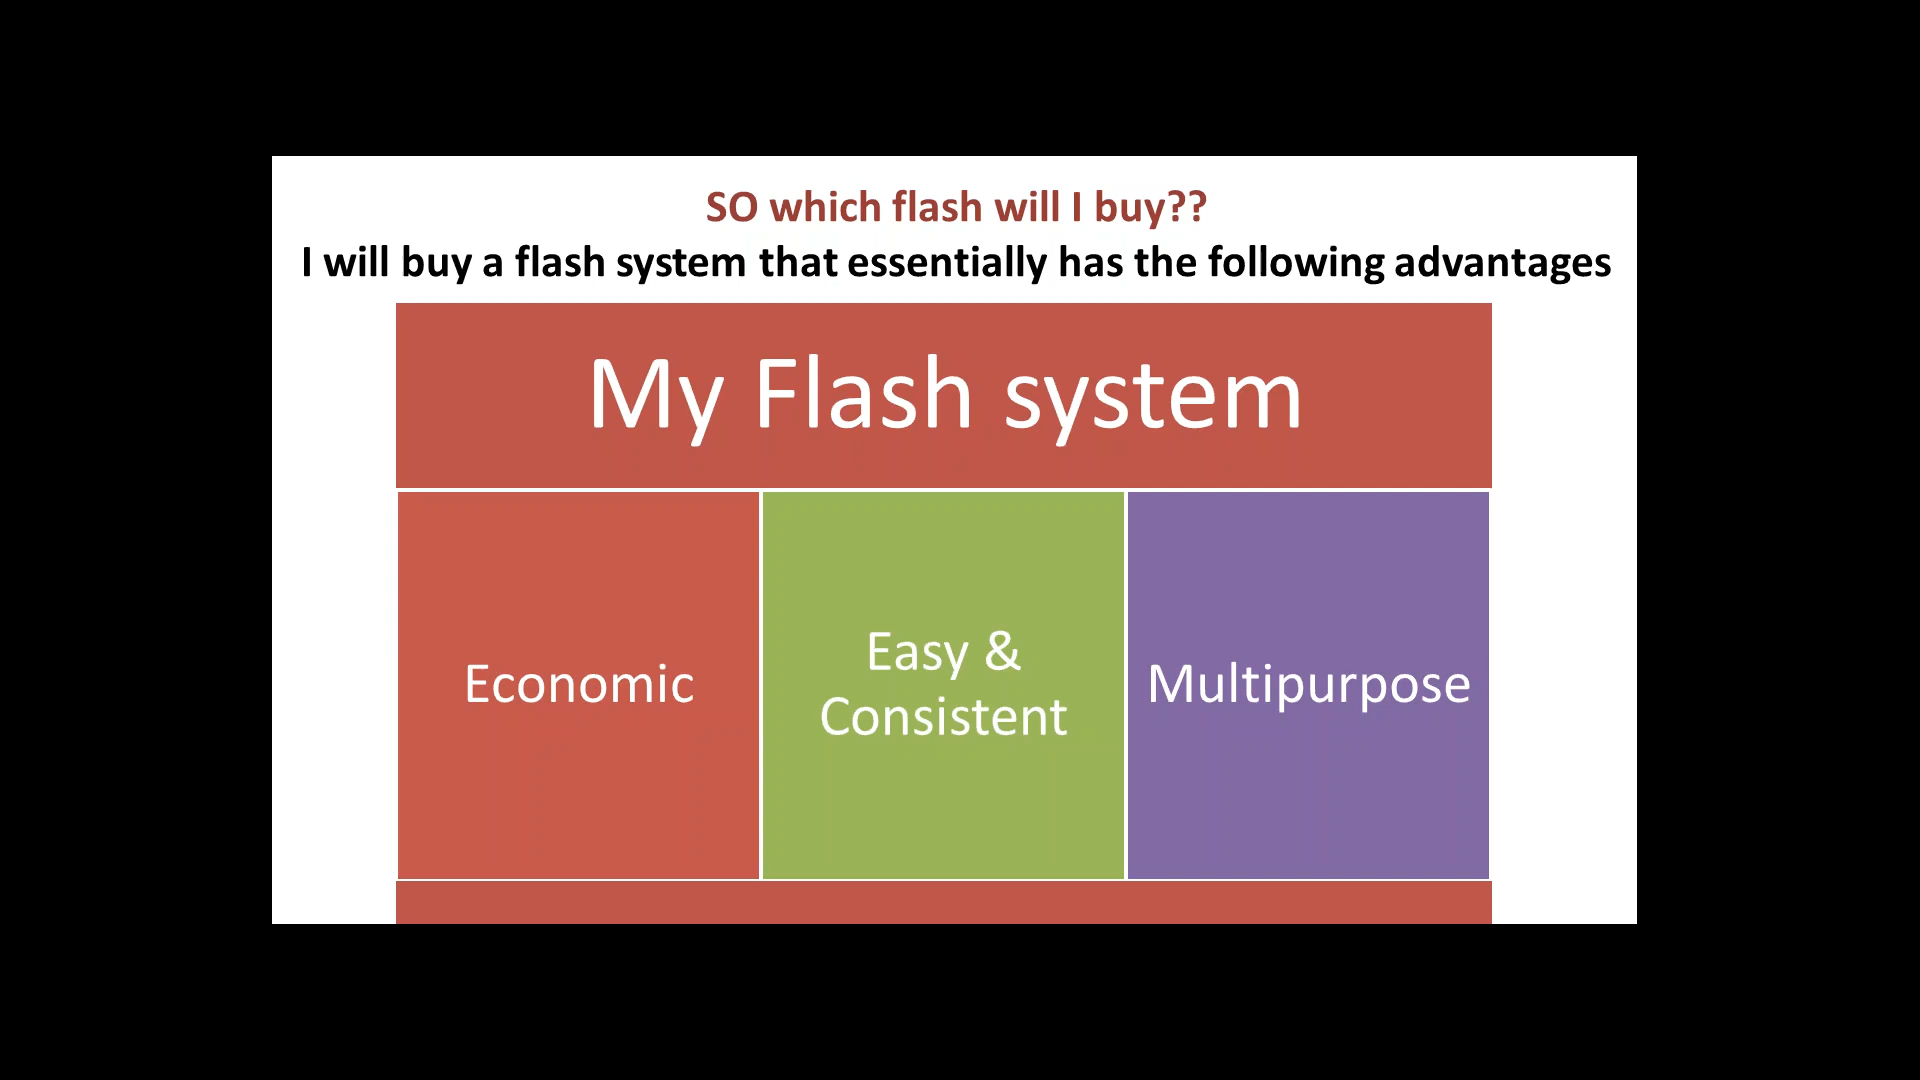 SO which flash will I buy??
I will buy a flash system that essentially has the following advantages
My Flash system
Economic
Easy &
Consistent
Multipurpose